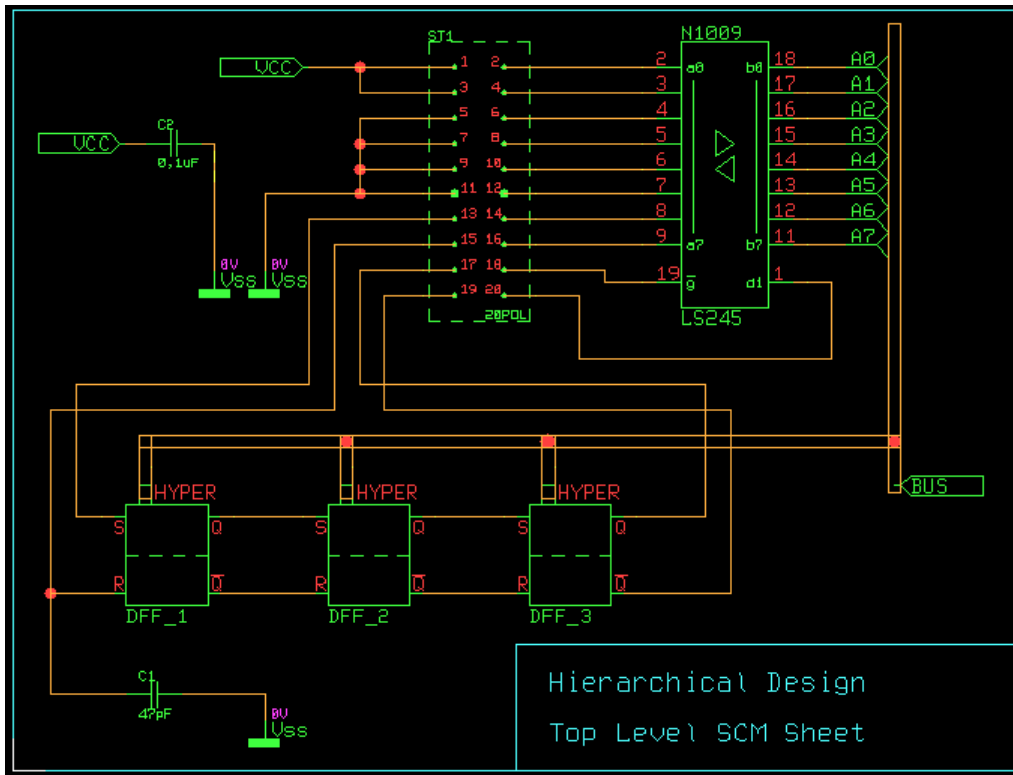 ST1
N1009
VCC
1 2
2 a0 b0 18 A0
3 4
3 17 A1
5 6
4 16 A2
C2
VCC
0,1uF
7 8
5 15 A3
9 10
6 14 A4
11 12
7 13 A5
13 14
8 12 A6
15 16
9 a7 b7 11 A7
17 18
0V
Vss
0V
Vss
19 g̅ d1 1
19 20
20POL
LS245
BUS
HYPER
HYPER
HYPER
S Q
S Q
S Q
R Q̅
R Q̅
R Q̅
DFF_1
DFF_2
DFF_3
C1
47pF
0V
Vss
Hierarchical Design
Top Level SCM Sheet